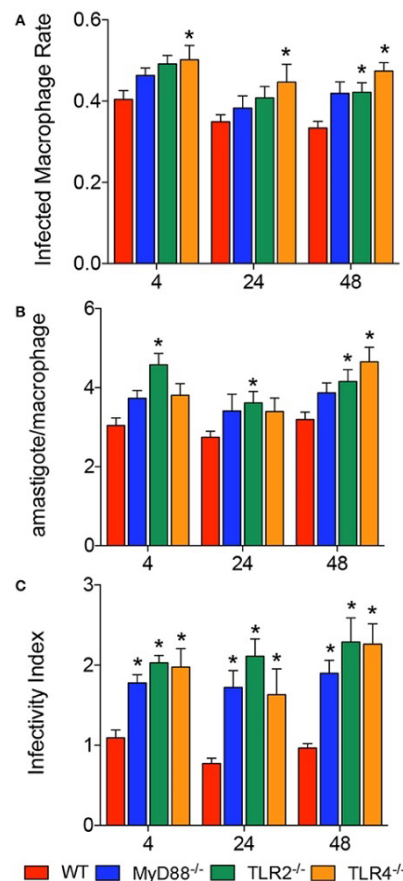 A
Infected Macrophage Rate
0.6
0.4
0.2
0.0
* * * *
*
4 24 48
B
amastigote/macrophage
6
4
2
0
* * * *
4 24 48
C
Infectivity Index
3
2
1
0
* * * * * * * * *
4 24 48
WT MyD88-/- TLR2-/- TLR4-/-